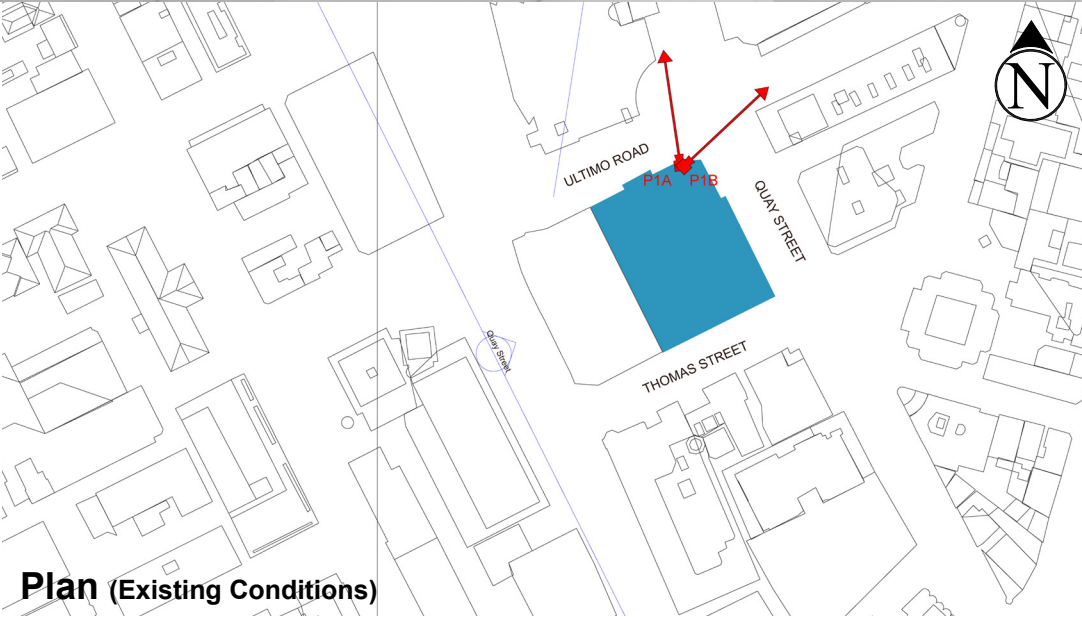 N
ULTIMO ROAD
P1A P1B
QUAY STREET
Quay Street
THOMAS STREET
Plan (Existing Conditions)